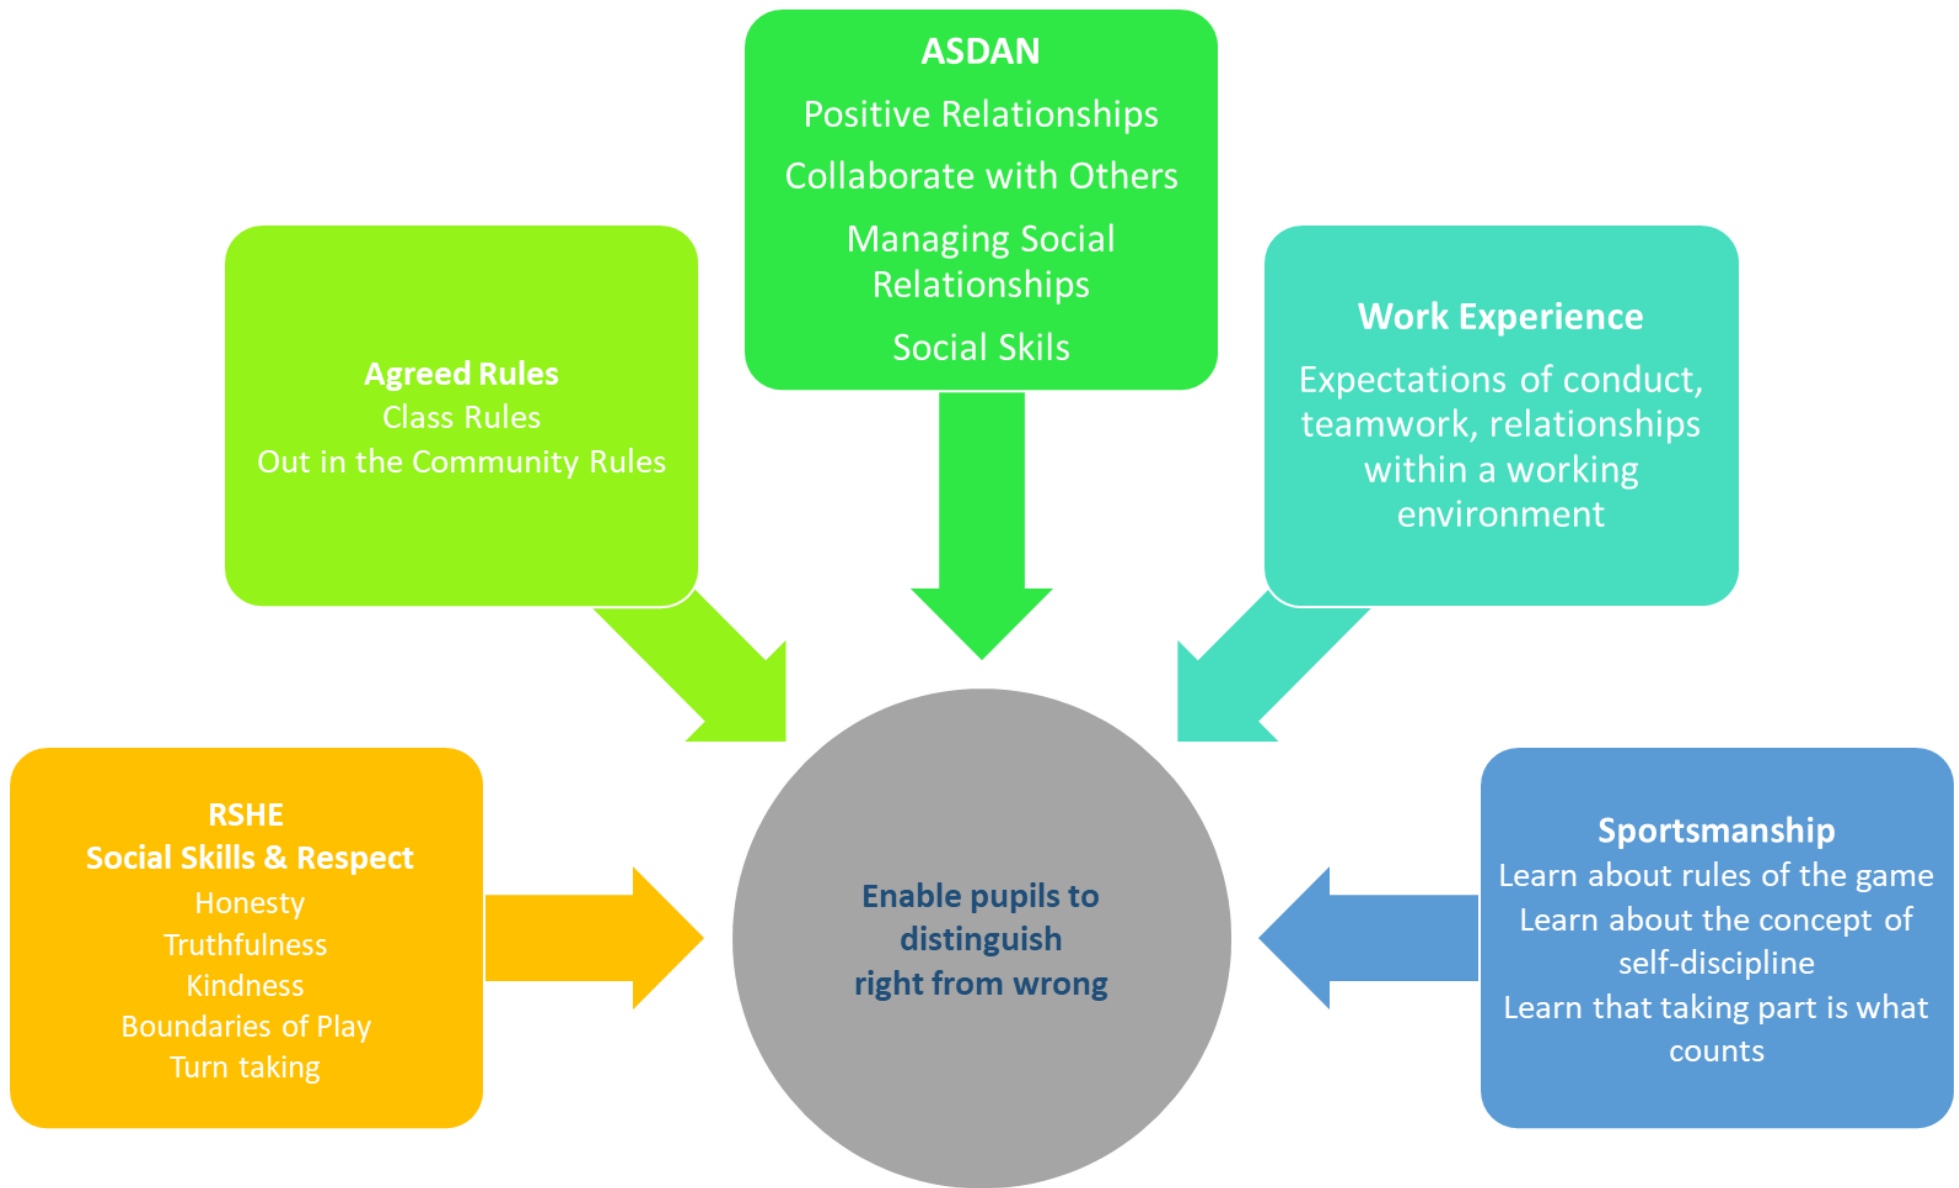 ASDAN
Positive Relationships
Collaborate with Others
Managing Social
Relationships
Social Skils
Agreed Rules
Class Rules
Out in the Community Rules
Work Experience
Expectations of conduct,
teamwork, relationships
within a working
environment
RSHE
Social Skills & Respect
Honesty
Truthfulness
Kindness
Boundaries of Play
Turn taking
Enable pupils to
distinguish
right from wrong
Sportsmanship
Learn about rules of the game
Learn about the concept of
self-discipline
Learn that taking part is what
counts